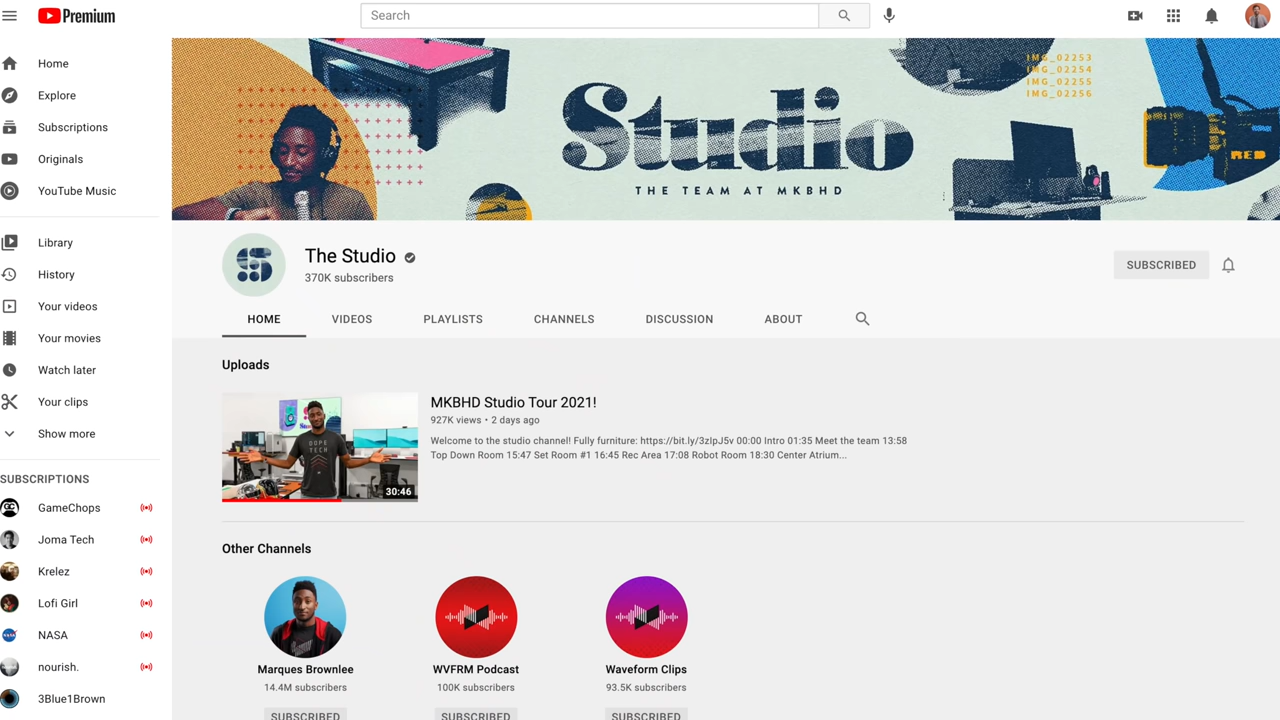 Premium
Search
Home
Explore
Subscriptions
Originals
YouTube Music
Library
History
Your videos
Your movies
Watch later
Your clips
Show more
SUBSCRIPTIONS
GameChops
Joma Tech
Krelez
Lofi Girl
NASA
nourish.
3Blue1Brown
Studio
THE TEAM AT MKBHD
IMG_02253
IMG_02254
IMG_02255
IMG_02256
RED
The Studio
370K subscribers
SUBSCRIBED
HOME VIDEOS PLAYLISTS CHANNELS DISCUSSION ABOUT
Uploads
DOPE
TECH
30:46
MKBHD Studio Tour 2021!
927K views • 2 days ago
Welcome to the studio channel! Fully furniture: https://bit.ly/3zIpJ5v 00:00 Intro 01:35 Meet the team 13:58
Top Down Room 15:47 Set Room #1 16:45 Rec Area 17:08 Robot Room 18:30 Center Atrium...
Other Channels
Marques Brownlee
14.4M subscribers
SUBSCRIBED
WVFRM Podcast
100K subscribers
SUBSCRIBED
Waveform Clips
93.5K subscribers
SUBSCRIBED